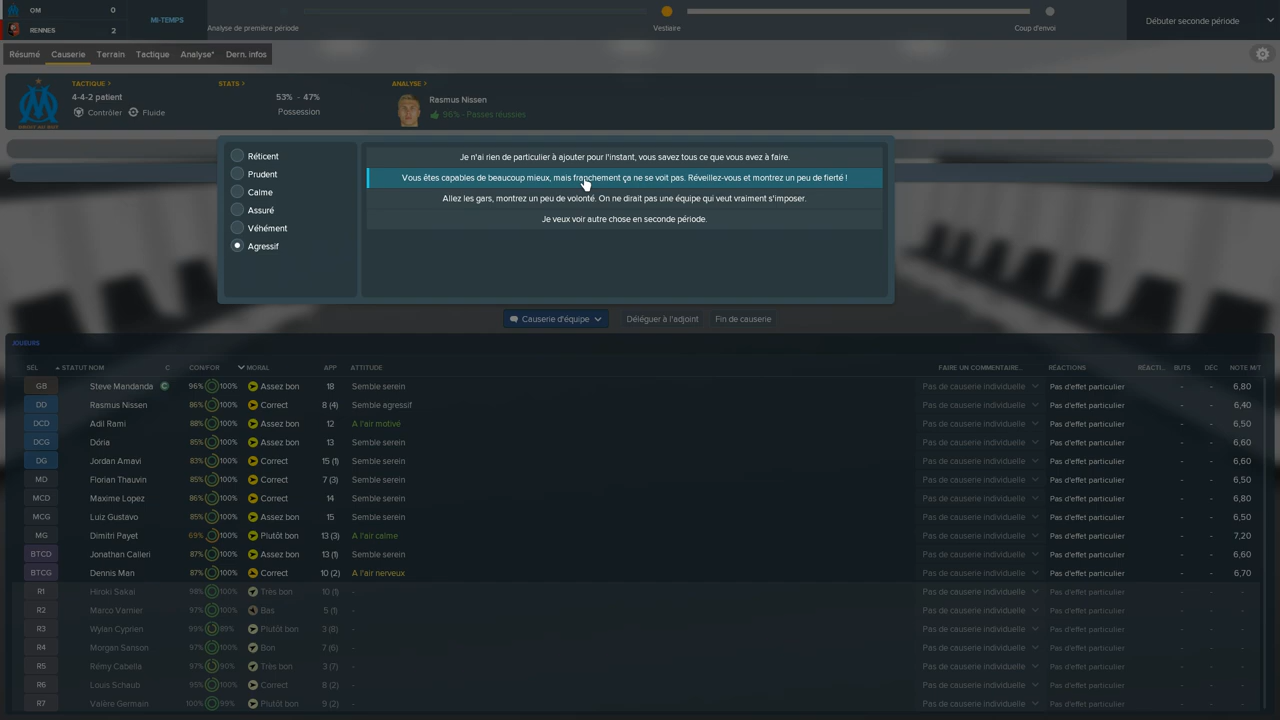 OM 0
MI-TEMPS
RENNES 2
Analyse de première période
Vestiaire
Coup d'envoi
Débuter seconde période
Résumé Causerie Terrain Tactique Analyse* Dern. infos
TACTIQUE >
4-4-2 patient
Contrôler Fluide
STATS >
53% - 47%
Possession
ANALYSE >
Rasmus Nissen
96% - Passes réussies
Réticent
Prudent
Calme
Assuré
Véhément
Agressif
Je n'ai rien de particulier à ajouter pour l'instant, vous savez tous ce que vous avez à faire.
Vous êtes capables de beaucoup mieux, mais franchement ça ne se voit pas. Réveillez-vous et montrez un peu de fierté !
Allez les gars, montrez un peu de volonté. On ne dirait pas une équipe qui veut vraiment s'imposer.
Je veux voir autre chose en seconde période.
Causerie d'équipe Déléguer à l'adjoint Fin de causerie
JOUEURS
SÉL STATUT NOM C CON/FOR MORAL APP ATTITUDE FAIRE UN COMMENTAIRE... RÉACTIONS RÉACTI... BUTS DÉC NOTE M/T
GB Steve Mandanda C 96% 100% Assez bon 18 Semble serein Pas de causerie individuelle Pas d'effet particulier - - 6,80
DD Rasmus Nissen 86% 100% Correct 8 (4) Semble agressif Pas de causerie individuelle Pas d'effet particulier - - 6,40
DCD Adil Rami 88% 100% Assez bon 12 A l'air motivé Pas de causerie individuelle Pas d'effet particulier - - 6,50
DCG Dória 85% 100% Assez bon 13 Semble serein Pas de causerie individuelle Pas d'effet particulier - - 6,60
DG Jordan Amavi 83% 100% Correct 15 (1) Semble serein Pas de causerie individuelle Pas d'effet particulier - - 6,60
MD Florian Thauvin 85% 100% Correct 7 (3) Semble serein Pas de causerie individuelle Pas d'effet particulier - - 6,50
MCD Maxime Lopez 86% 100% Correct 14 Semble serein Pas de causerie individuelle Pas d'effet particulier - - 6,80
MCG Luiz Gustavo 85% 100% Assez bon 15 Semble serein Pas de causerie individuelle Pas d'effet particulier - - 6,50
MG Dimitri Payet 69% 100% Plutôt bon 13 (3) A l'air calme Pas de causerie individuelle Pas d'effet particulier - - 7,20
BTCD Jonathan Calleri 87% 100% Assez bon 13 (1) Semble serein Pas de causerie individuelle Pas d'effet particulier - - 6,60
BTCG Dennis Man 87% 100% Correct 10 (2) A l'air nerveux Pas de causerie individuelle Pas d'effet particulier - - 6,70
R1 Hiroki Sakai 98% 100% Très bon 10 (1) - Pas de causerie individuelle Pas d'effet particulier - - -
R2 Marco Varnier 97% 100% Bas 5 (1) - Pas de causerie individuelle Pas d'effet particulier - - -
R3 Wylan Cyprien 99% 89% Plutôt bon 3 (8) - Pas de causerie individuelle Pas d'effet particulier - - -
R4 Morgan Sanson 97% 100% Bon 7 (6) - Pas de causerie individuelle Pas d'effet particulier - - -
R5 Rémy Cabella 97% 90% Très bon 3 (7) - Pas de causerie individuelle Pas d'effet particulier - - -
R6 Louis Schaub 95% 100% Correct 8 (2) - Pas de causerie individuelle Pas d'effet particulier - - -
R7 Valère Germain 100% 99% Plutôt bon 9 (2) - Pas de causerie individuelle Pas d'effet particulier - - -